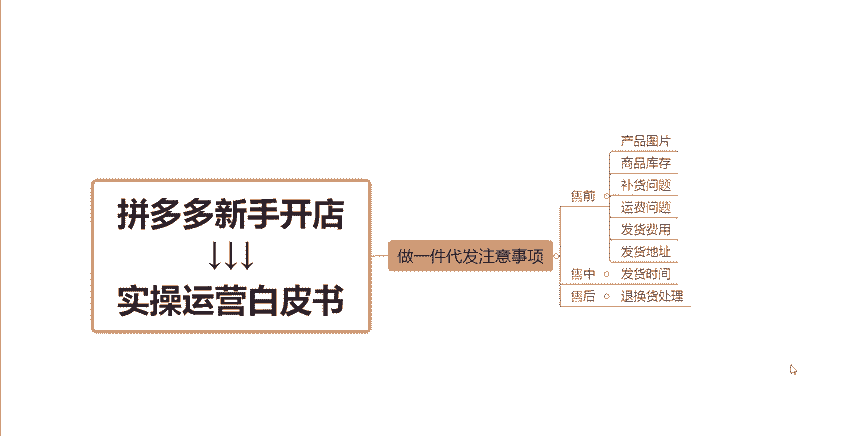 拼多多新手开店
↓↓↓
实操运营白皮书
做一件代发注意事项
售前
产品图片
商品库存
补货问题
运费问题
发货费用
发货地址
售中
发货时间
售后
退换货处理